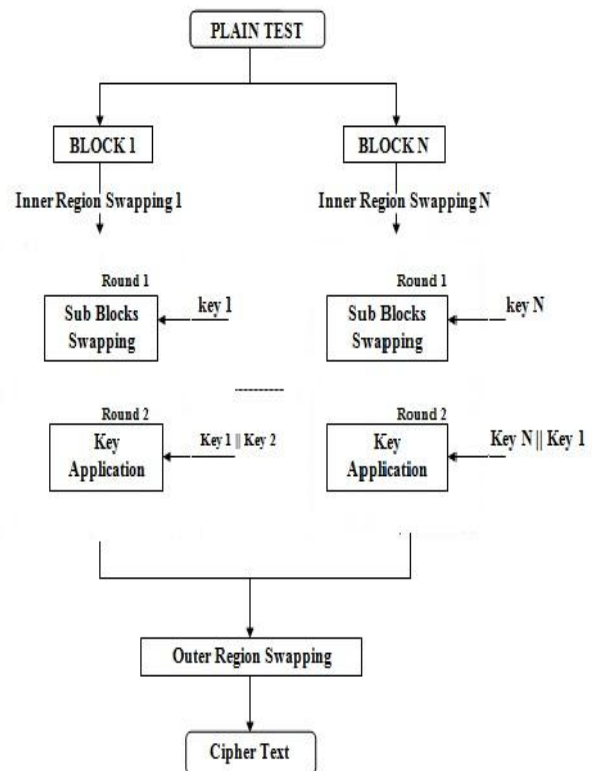 PLAIN TEST
BLOCK 1
BLOCK N
Inner Region Swapping 1
Inner Region Swapping N
Round 1
Sub Blocks
Swapping
key 1
Round 1
Sub Blocks
Swapping
key N
Round 2
Key
Application
Key 1 || Key 2
Round 2
Key
Application
Key N || Key 1
Outer Region Swapping
Cipher Text